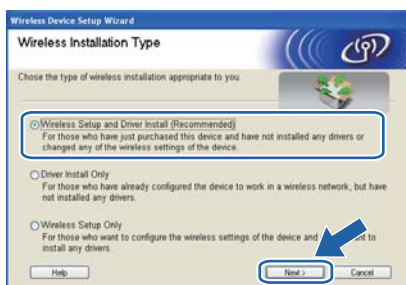 Wireless Device Setup Wizard
Wireless Installation Type
Chose the type of wireless installation appropriate to you.
Wireless Setup and Driver Install (Recommended)
For those who have just purchased this device and have not installed any drivers or
changed any of the wireless settings of the device.
Driver Install Only
For those who have already configured the device to work in a wireless network, but have
not installed any drivers.
Wireless Setup Only
For those who want to configure the wireless settings of the device and to
install any drivers.
Help
Next >
Cancel